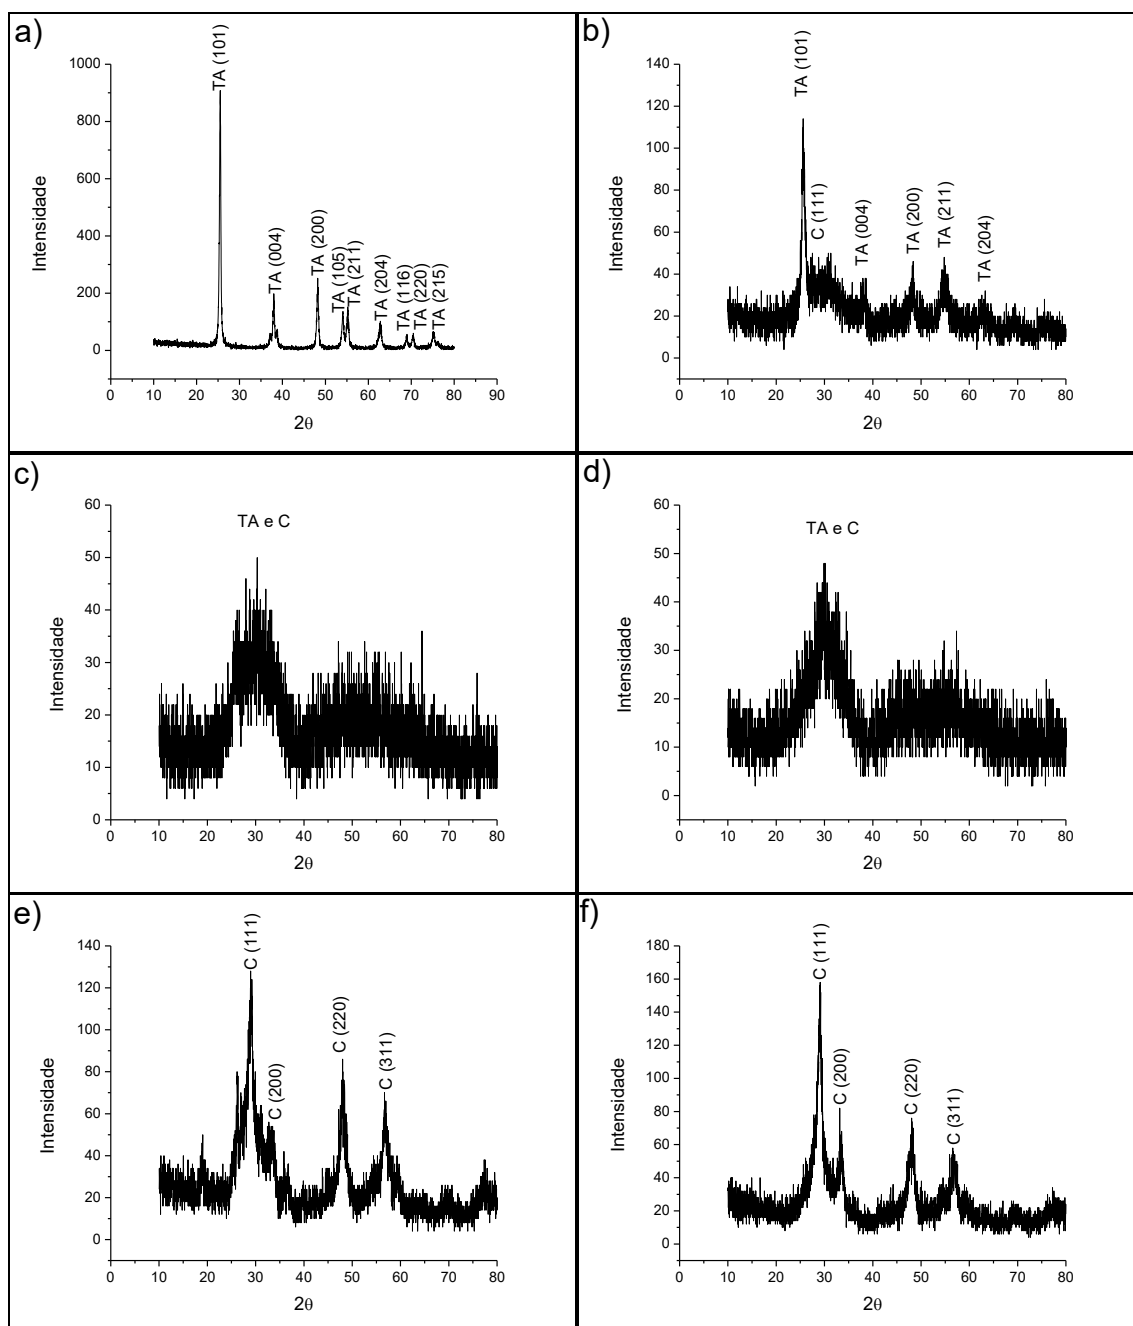 a)
TA (101)
TA (004)
TA (200)
TA (105)
TA (211)
TA (204)
TA (116)
TA (220)
TA (215)
Intensidade
1000
800
600
400
200
0
0 10 20 30 40 50 60 70 80 90
2θ
b)
TA (101)
C (111)
TA (004)
TA (200)
TA (211)
TA (204)
Intensidade
140
120
100
80
60
40
20
0
0 10 20 30 40 50 60 70 80
2θ
c)
TA e C
Intensidade
60
50
40
30
20
10
0
0 10 20 30 40 50 60 70 80
2θ
d)
TA e C
Intensidade
60
50
40
30
20
10
0
0 10 20 30 40 50 60 70 80
2θ
e)
C (111)
C (200)
C (220)
C (311)
Intensidade
140
120
100
80
60
40
20
0
0 10 20 30 40 50 60 70 80
2θ
f)
C (111)
C (200)
C (220)
C (311)
Intensidade
180
160
140
120
100
80
60
40
20
0
0 10 20 30 40 50 60 70 80
2θ